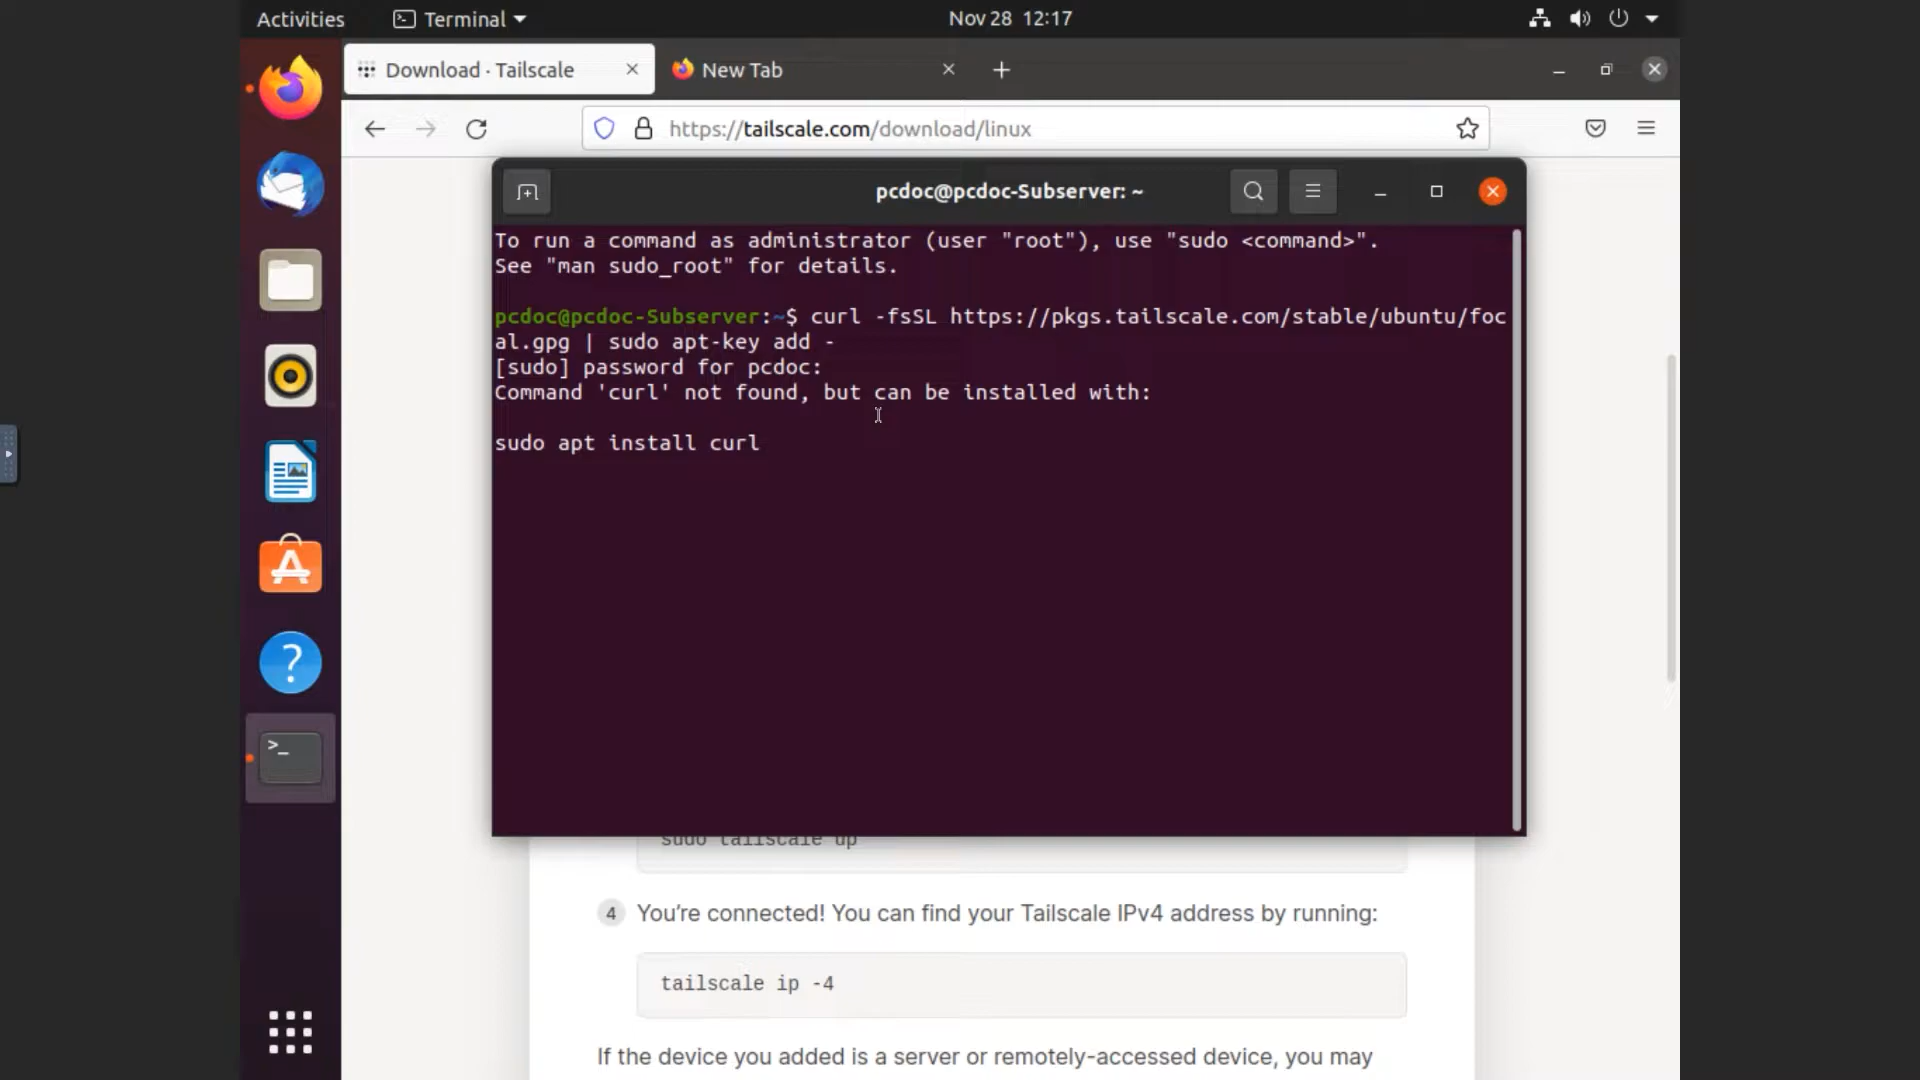 Activities
Terminal
Nov 28 12:17
Download · Tailscale
New Tab
https://tailscale.com/download/linux
pcdoc@pcdoc-Subserver: ~
To run a command as administrator (user "root"), use "sudo <command>".
See "man sudo_root" for details.
pcdoc@pcdoc-Subserver:~$ curl -fsSL https://pkgs.tailscale.com/stable/ubuntu/foc
al.gpg | sudo apt-key add -
[sudo] password for pcdoc:
Command 'curl' not found, but can be installed with:
sudo apt install curl
sudo tailscale up
4 You’re connected! You can find your Tailscale IPv4 address by running:
tailscale ip -4
If the device you added is a server or remotely-accessed device, you may